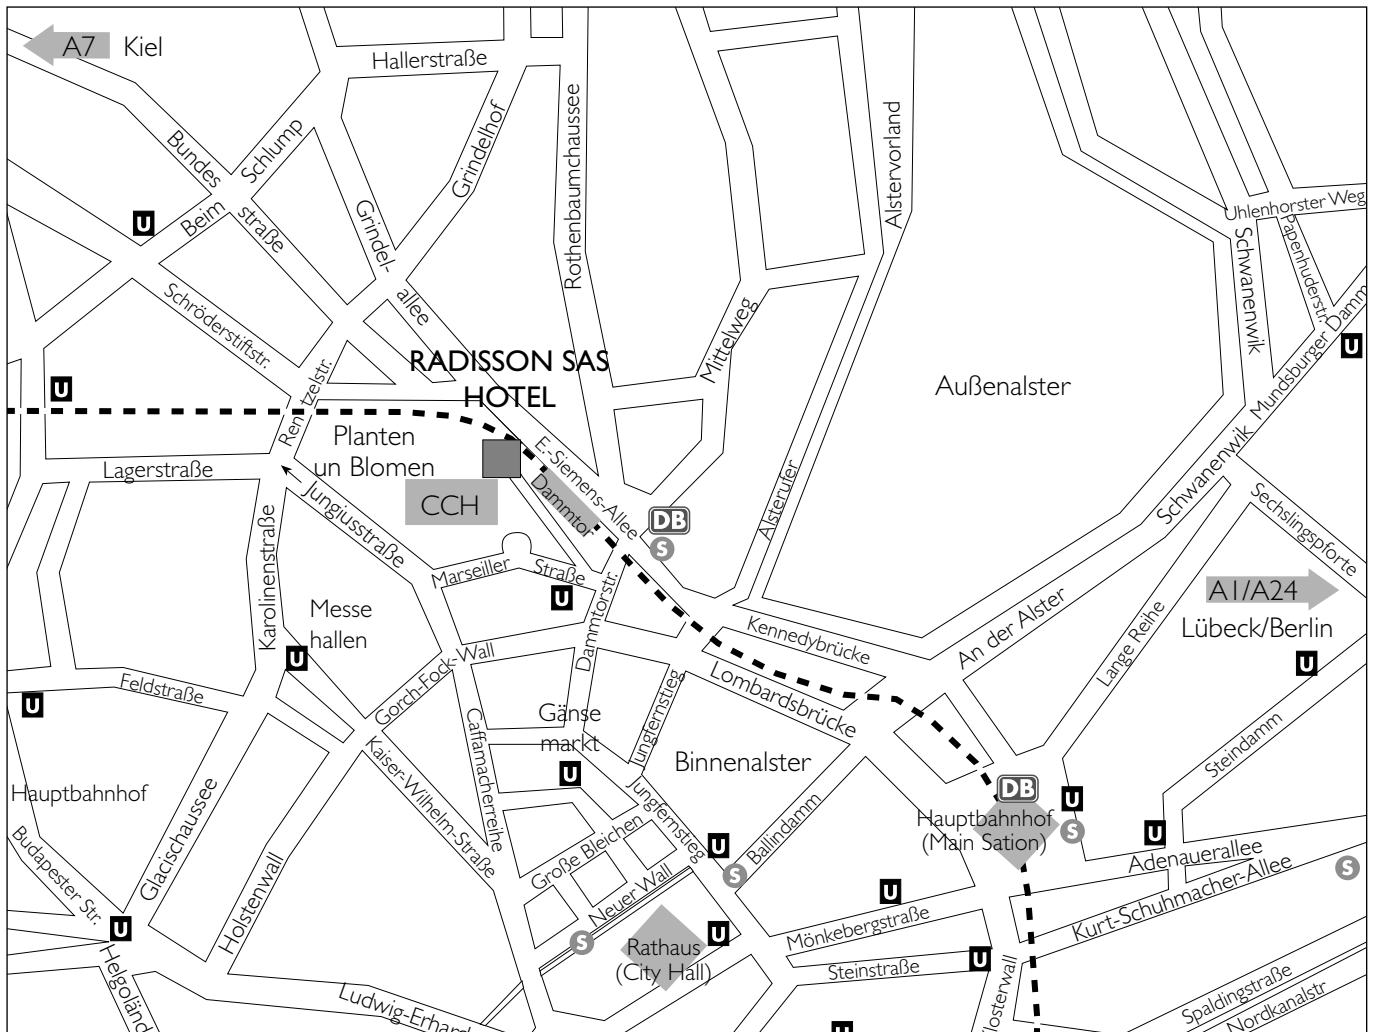 A7 Kiel
Hallerstraße
Bundes
straße
Schlump
Beim
Grindelhof
Grindel-
allee
Rothenbaumchaussee
Alstervorland
Uhlenhorster Weg
Papenhuderstr.
Schwanenwik
Mundsburger Damm
U
Schröderstiftstr.
Rentzelstr.
Mittelweg
RADISSON SAS
HOTEL
Außenalster
U
U
Planten
un Blomen
CCH
Lagerstraße
Jungiusstraße
E.-Siemens-Allee
Dammtor
DB
S
Alsterufer
Schwanenwik
Sechslingspforte
A1/A24
Lübeck/Berlin
U
Karolinenstraße
Messe
hallen
U
Marseiller Straße
U
Dammtorstr.
Kennedybrücke
Lombardsbrücke
An der Alster
Lange Reihe
Feldstraße
U
Gorch-Fock-Wall
Gänse
markt
U
Jungfernstieg
Caffamacherreihe
Kaiser-Wilhelm-Straße
Binnenalster
Steindamm
Hauptbahnhof
Jungfernstieg
Große Bleichen
Ballindamm
U
S
DB
Hauptbahnhof
(Main Sation)
U
S
U
Adenauerallee
Kurt-Schuhmacher-Allee
S
Budapester Str.
U
Glacischaussee
Holstenwall
Neuer Wall
S
Rathaus
(City Hall)
U
U
Mönkebergstraße
Steinstraße
U
Spaldingstraße
Nordkanalstr
Ludwig-Erhard
U